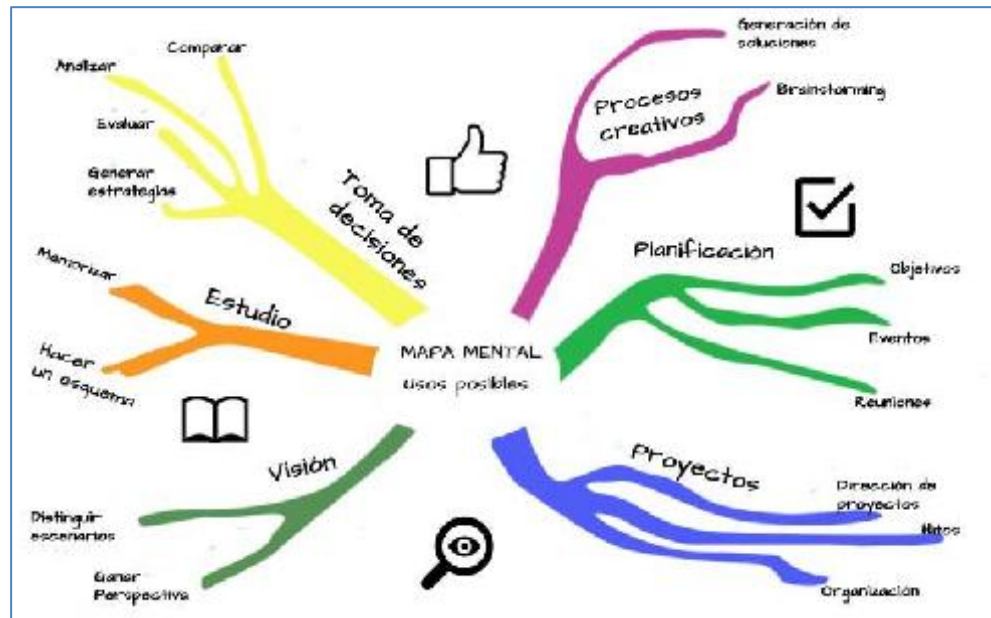 MAPA MENTAL
usos posibles
Procesos
creativos
Generación de
soluciones
Brainstorming
Planificación
Objetivos
Eventos
Reuniones
Proyectos
Dirección de
proyectos
Hitos
Organización
Visión
Distinguir
escenarios
Ganar
Perspectiva
Estudio
Memorizar
Hacer
un esquema
Toma de
decisiones
Comparar
Analizar
Evaluar
Generar
estrategias